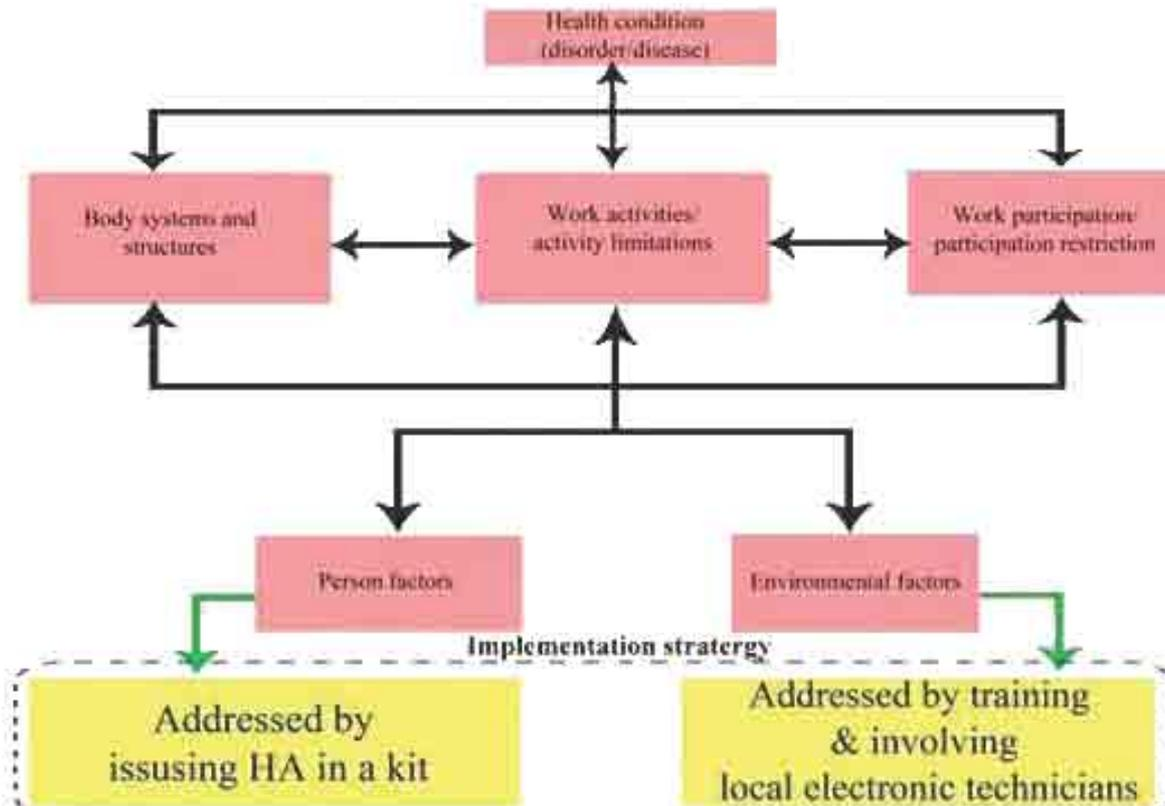 Health condition
(disorder/disease)
Body systems and
structures
Work activities/
activity limitations
Work participation/
participation restriction
Person factors
Environmental factors
Implementation stratergy
Addressed by
issusing HA in a kit
Addressed by training
& involving
local electronic technicians